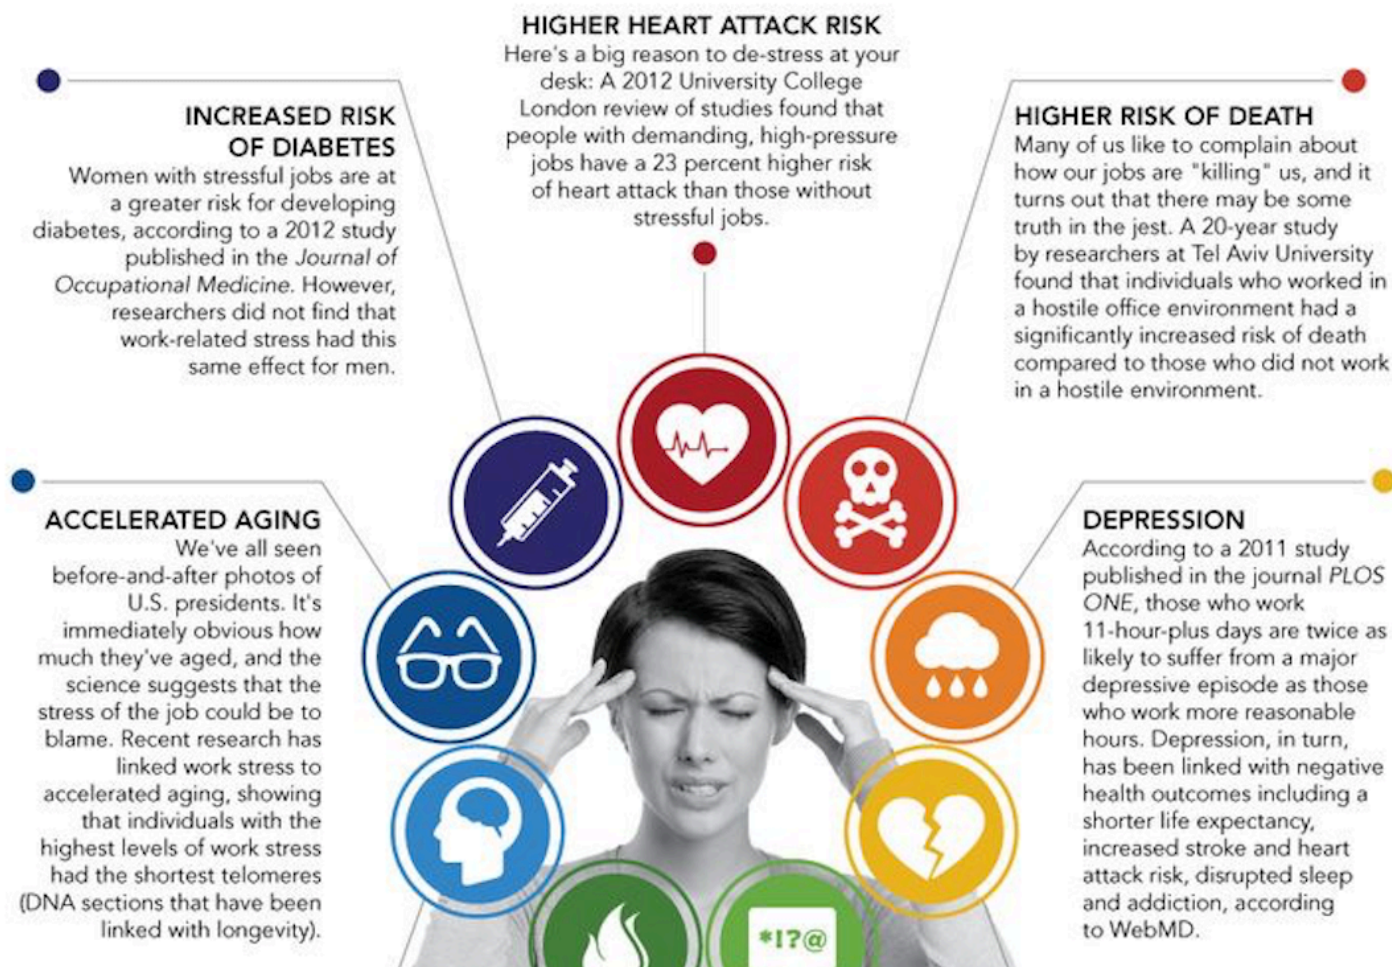 HIGHER HEART ATTACK RISK
Here's a big reason to de-stress at your
desk: A 2012 University College
London review of studies found that
people with demanding, high-pressure
jobs have a 23 percent higher risk
of heart attack than those without
stressful jobs.
INCREASED RISK
OF DIABETES
Women with stressful jobs are at
a greater risk for developing
diabetes, according to a 2012 study
published in the Journal of
Occupational Medicine. However,
researchers did not find that
work-related stress had this
same effect for men.
HIGHER RISK OF DEATH
Many of us like to complain about
how our jobs are "killing" us, and it
turns out that there may be some
truth in the jest. A 20-year study
by researchers at Tel Aviv University
found that individuals who worked in
a hostile office environment had a
significantly increased risk of death
compared to those who did not work
in a hostile environment.
ACCELERATED AGING
We've all seen
before-and-after photos of
U.S. presidents. It's
immediately obvious how
much they've aged, and the
science suggests that the
stress of the job could be to
blame. Recent research has
linked work stress to
accelerated aging, showing
that individuals with the
highest levels of work stress
had the shortest telomeres
(DNA sections that have been
linked with longevity).
DEPRESSION
According to a 2011 study
published in the journal PLOS
ONE, those who work
11-hour-plus days are twice as
likely to suffer from a major
depressive episode as those
who work more reasonable
hours. Depression, in turn,
has been linked with negative
health outcomes including a
shorter life expectancy,
increased stroke and heart
attack risk, disrupted sleep
and addiction, according
to WebMD.
*!?@